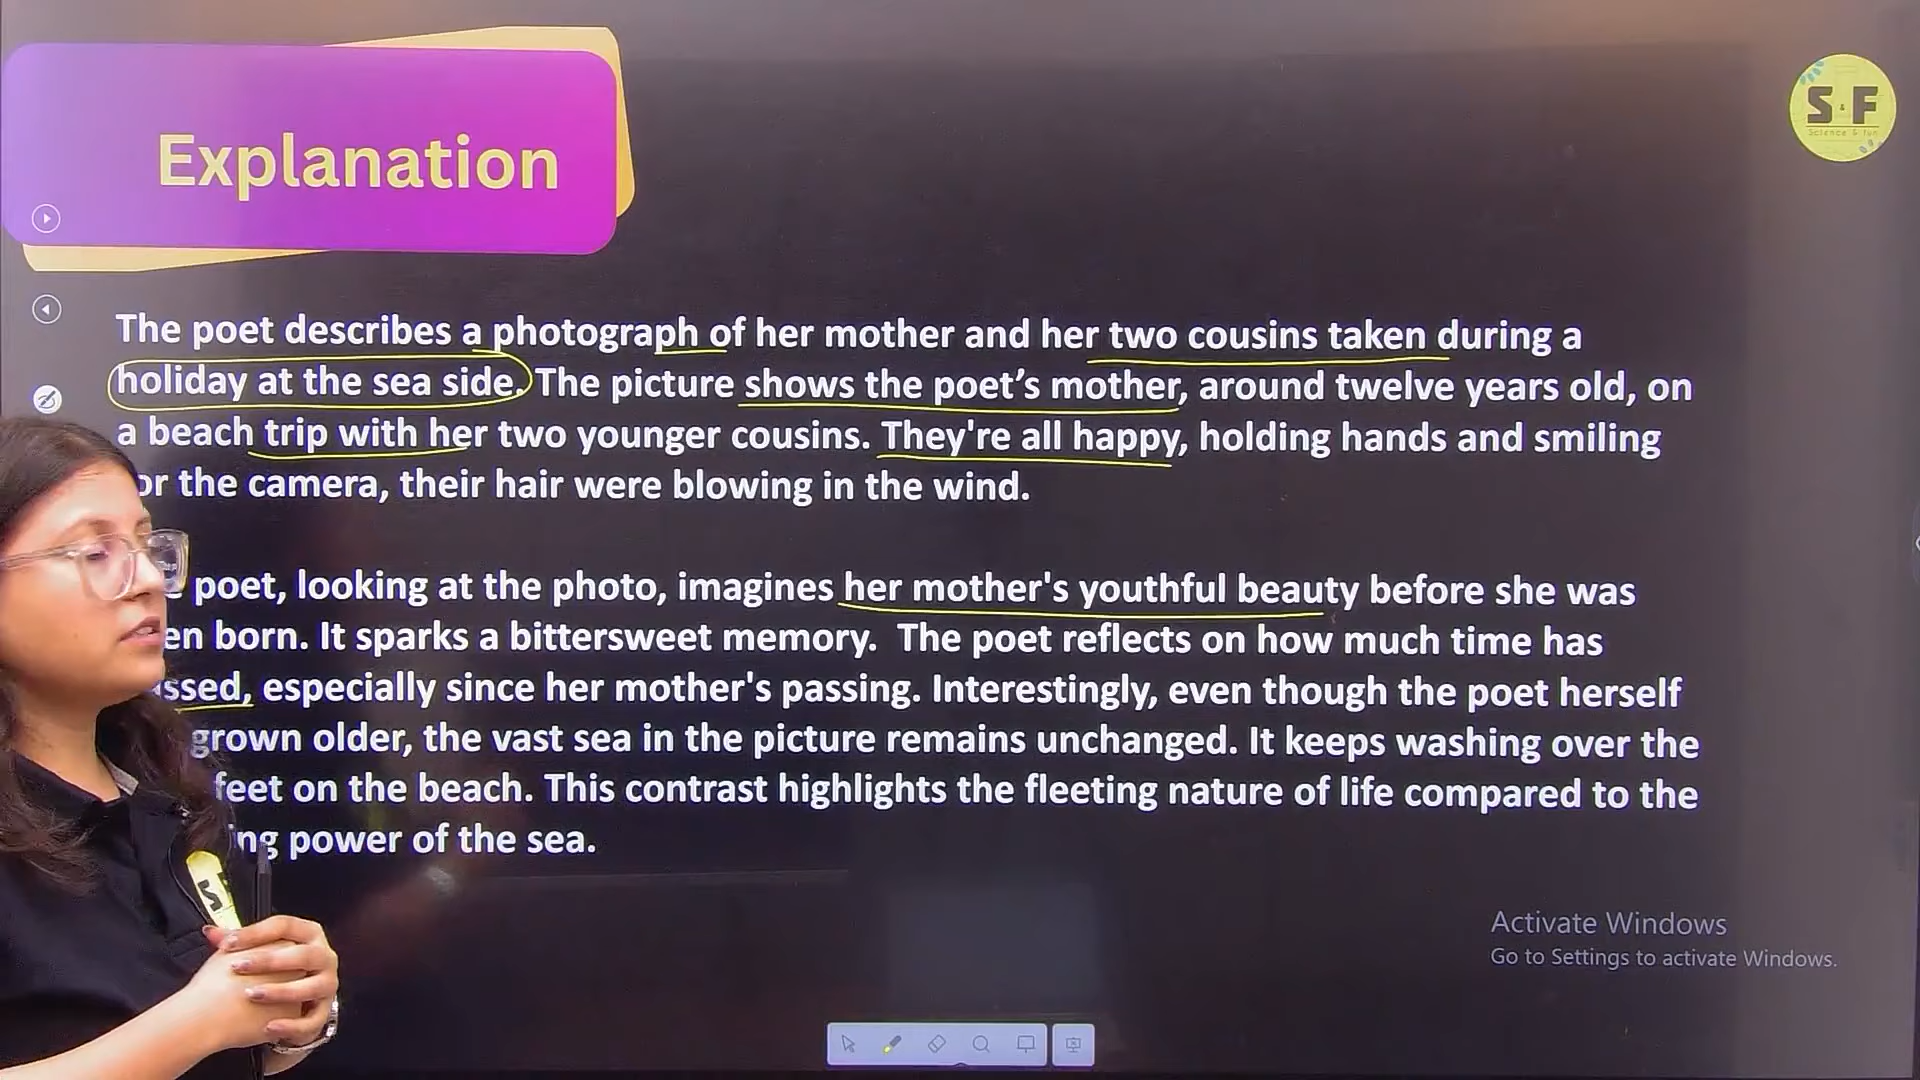 Explanation
S&F
Science & fun
The poet describes a photograph of her mother and her two cousins taken during a
holiday at the sea side. The picture shows the poet's mother, around twelve years old, on
a beach trip with her two younger cousins. They're all happy, holding hands and smiling
or the camera, their hair were blowing in the wind.
poet, looking at the photo, imagines her mother's youthful beauty before she was
en born. It sparks a bittersweet memory. The poet reflects on how much time has
ssed, especially since her mother's passing. Interestingly, even though the poet herself
grown older, the vast sea in the picture remains unchanged. It keeps washing over the
feet on the beach. This contrast highlights the fleeting nature of life compared to the
ing power of the sea.
Activate Windows
Go to Settings to activate Windows.